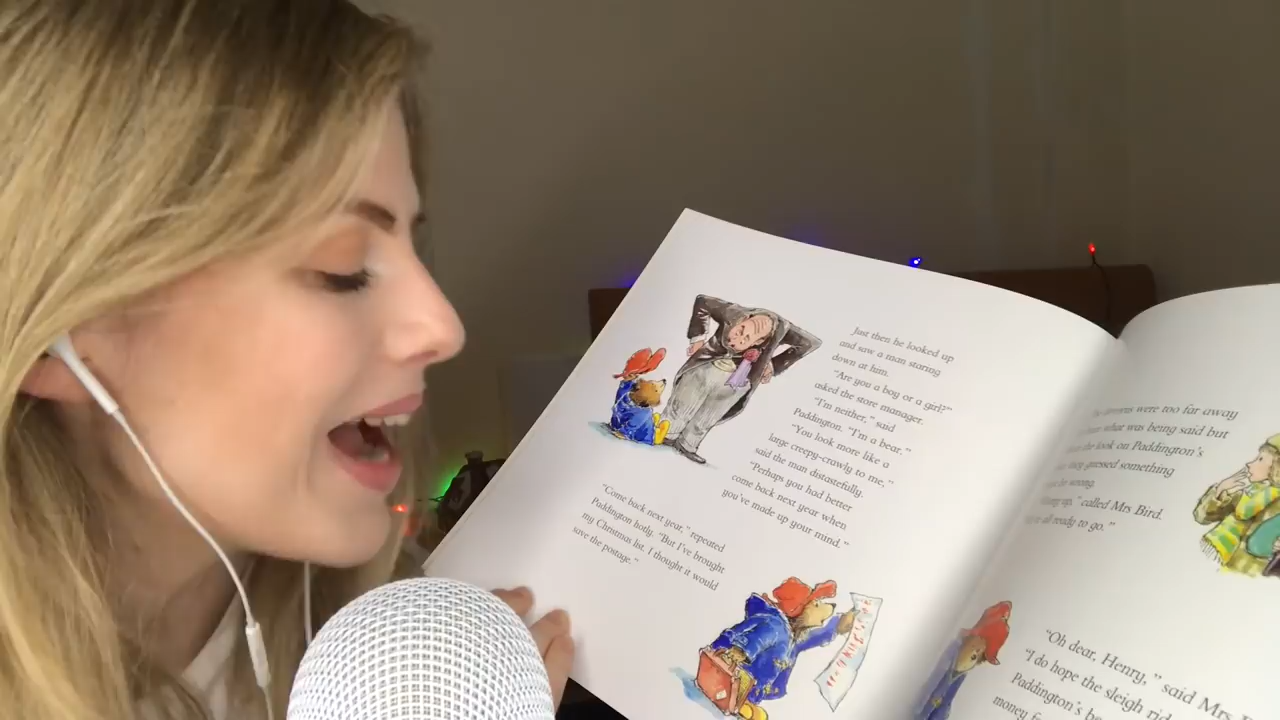 Just then he looked up
and saw a man staring
down at him.
"Are you a boy or a girl?"
asked the store manager.
"I'm neither," said
Paddington. "I'm a bear."
"You look more like a
large creepy-crawly to me,"
said the man distastefully.
"Perhaps you had better
come back next year when
you've made up your mind."
"Come back next year," repeated
Paddington hotly. "But I've brought
my Christmas list. I thought it would
save the postage."
were too far away
what was being said but
the look on Paddington's
they guessed something
be wrong.
up," called Mrs Bird.
all ready to go."
"Oh dear, Henry," said Mrs
"I do hope the sleigh
Paddington's
money